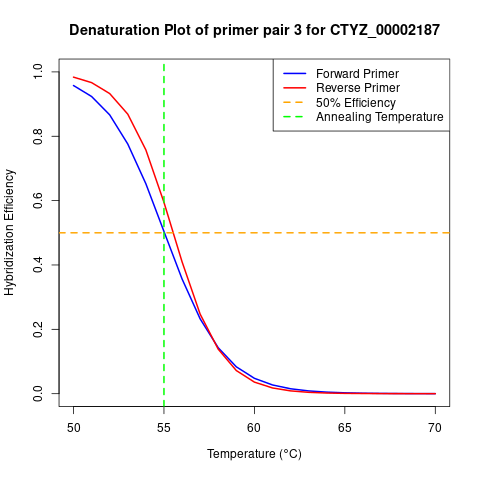 Denaturation Plot of primer pair 3 for CTYZ_00002187
Forward Primer
Reverse Primer
50% Efficiency
Annealing Temperature
Hybridization Efficiency
1.0
0.8
0.6
0.4
0.2
0.0
50
55
60
65
70
Temperature (°C)